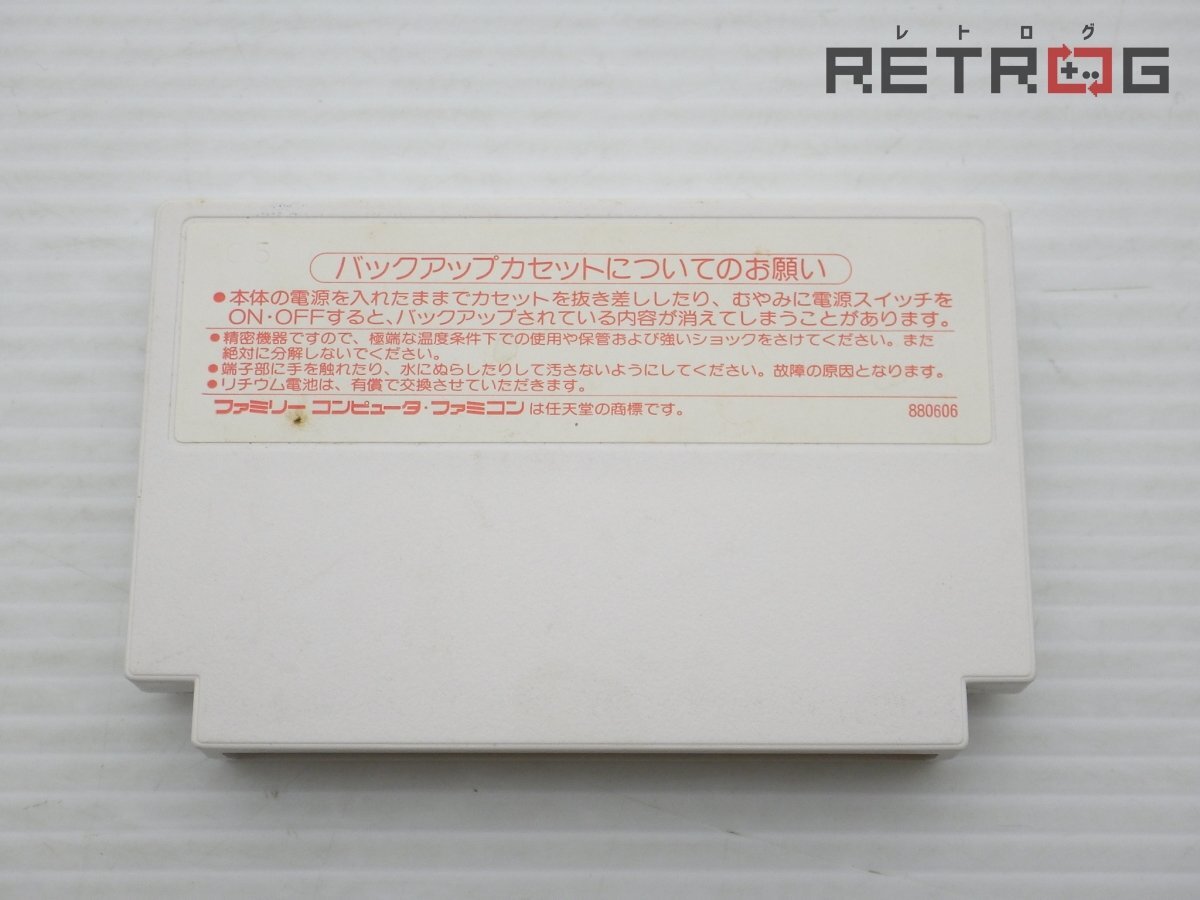 レトログ
RETROG
C5
バックアップカセットについてのお願い
●本体の電源を入れたままでカセットを抜き差ししたり、むやみに電源スイッチを
ON・OFFすると、バックアップされている内容が消えてしまうことがあります。
●精密機器ですので、極端な温度条件下での使用や保管および強いショックをさけてください。また
絶対に分解しないでください。
●端子部に手を触れたり、水にぬらしたりして汚さないようにしてください。故障の原因となります。
●リチウム電池は、有償で交換させていただきます。
ファミリーコンピュータ・ファミコンは任天堂の商標です。 880606